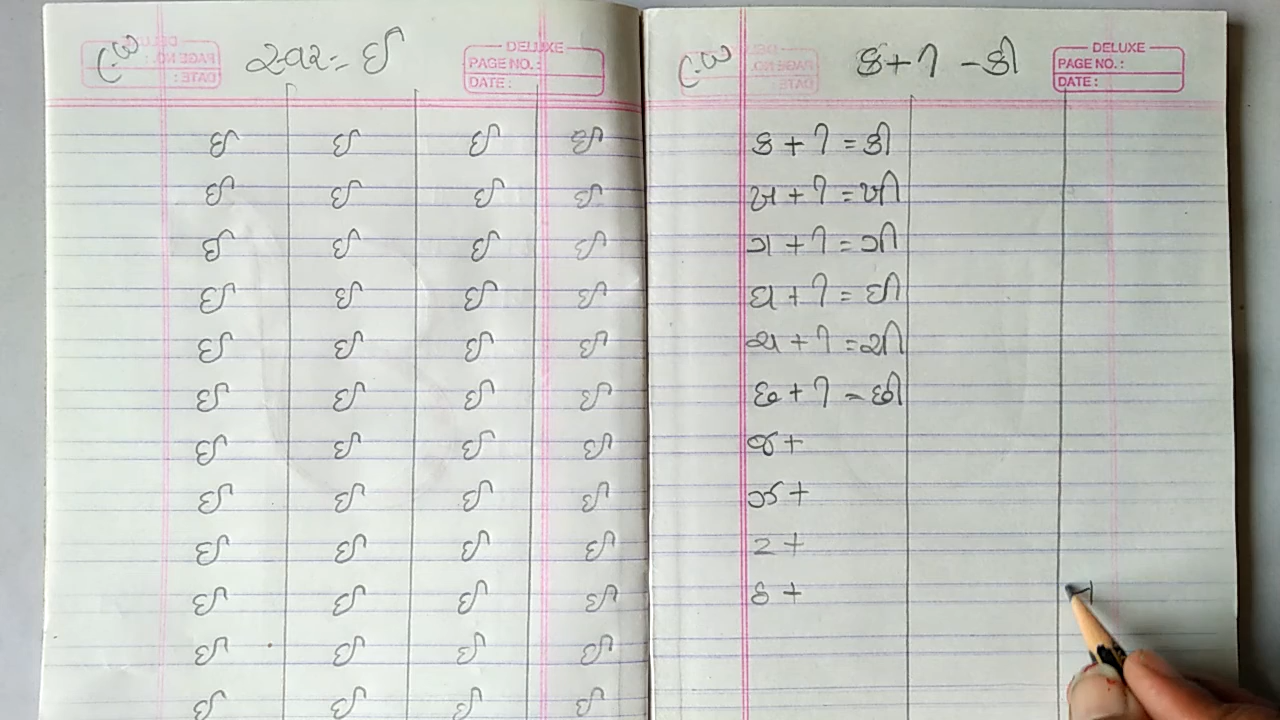 C.W સ્વર - ઈ DELUXE
PAGE NO. :
DATE :
ઈ ઈ ઈ ઈ
ઈ ઈ ઈ ઈ
ઈ ઈ ઈ ઈ
ઈ ઈ ઈ ઈ
ઈ ઈ ઈ ઈ
ઈ ઈ ઈ ઈ
ઈ ઈ ઈ ઈ
ઈ ઈ ઈ ઈ
ઈ ઈ ઈ ઈ
ઈ ઈ ઈ ઈ
ઈ ઈ ઈ ઈ
ઈ ઈ ઈ ઈ
C.W ક + ી - કી DELUXE
PAGE NO. :
DATE :
ક + ી = કી
ખ + ી = ખી
ગ + ી = ગી
ઘ + ી = ઘી
ચ + ી = ચી
છ + ી = છી
જ +
ઝ +
ટ +
ઠ +